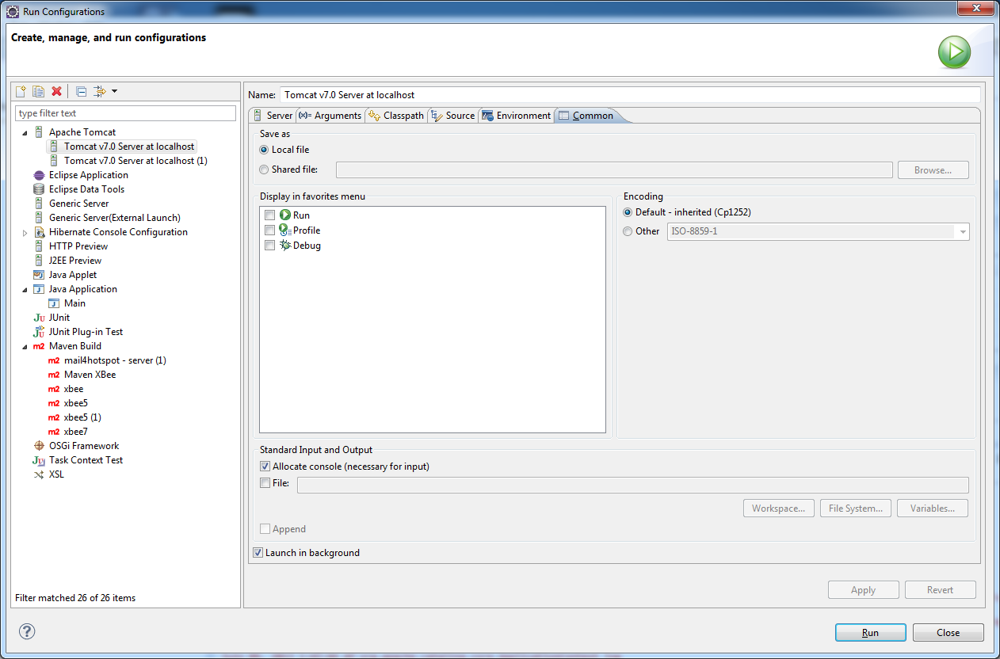 Run Configurations
Create, manage, and run configurations
type filter text
Apache Tomcat
Tomcat v7.0 Server at localhost
Tomcat v7.0 Server at localhost (1)
Eclipse Application
Eclipse Data Tools
Generic Server
Generic Server(External Launch)
Hibernate Console Configuration
HTTP Preview
J2EE Preview
Java Applet
Java Application
Main
JUnit
JUnit Plug-in Test
m2 Maven Build
m2 mail4hotspot - server (1)
m2 Maven XBee
m2 xbee
m2 xbee5
m2 xbee5 (1)
m2 xbee7
OSGi Framework
Task Context Test
XSL
Filter matched 26 of 26 items
Name: Tomcat v7.0 Server at localhost
Server (x)= Arguments Classpath Source Environment Common
Save as
Local file
Shared file: Browse...
Display in favorites menu
Run
Profile
Debug
Encoding
Default - inherited (Cp1252)
Other ISO-8859-1
Standard Input and Output
Allocate console (necessary for input)
File:
Workspace... File System... Variables...
Append
Launch in background
Apply Revert
Run Close